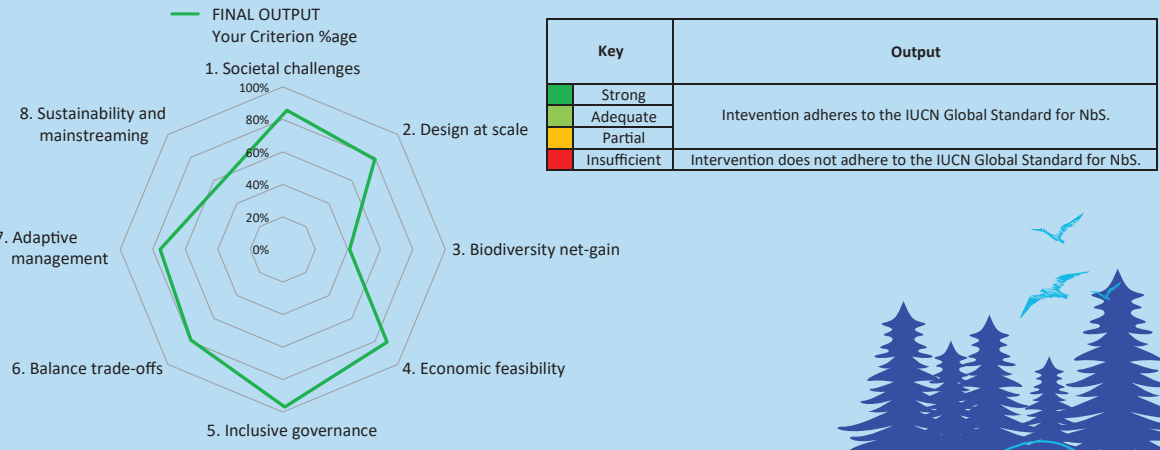 FINAL OUTPUT
Your Criterion %age
1. Societal challenges
100%
80%
60%
40%
20%
0%
2. Design at scale
3. Biodiversity net-gain
4. Economic feasibility
5. Inclusive governance
6. Balance trade-offs
7. Adaptive
management
8. Sustainability and
mainstreaming
Key
Output
Strong
Adequate
Partial
Intevention adheres to the IUCN Global Standard for NbS.
Insufficient
Intervention does not adhere to the IUCN Global Standard for NbS.